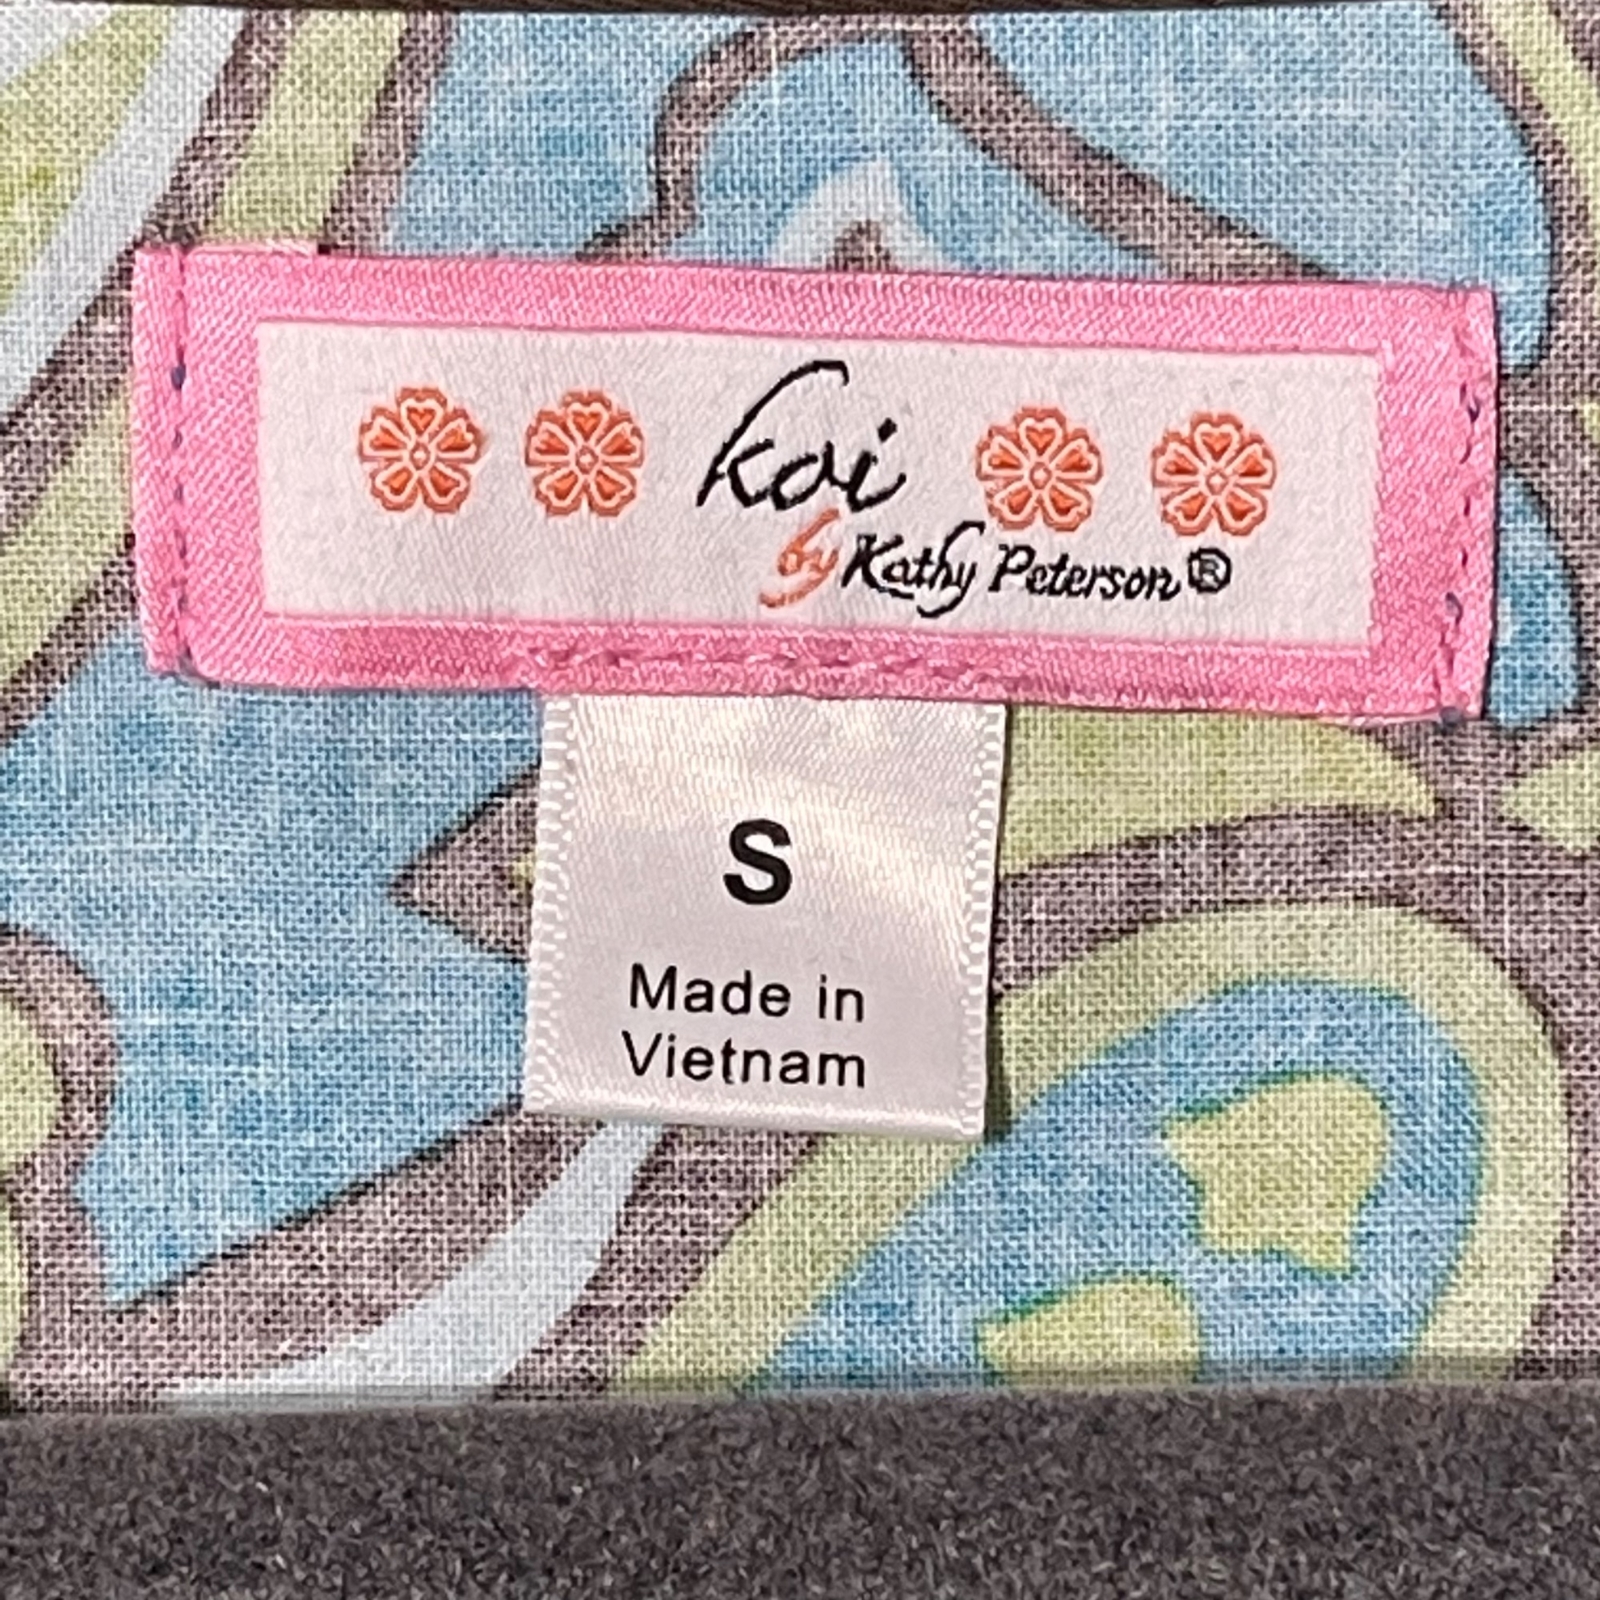 koi
by Kathy Peterson®
S
Made in
Vietnam